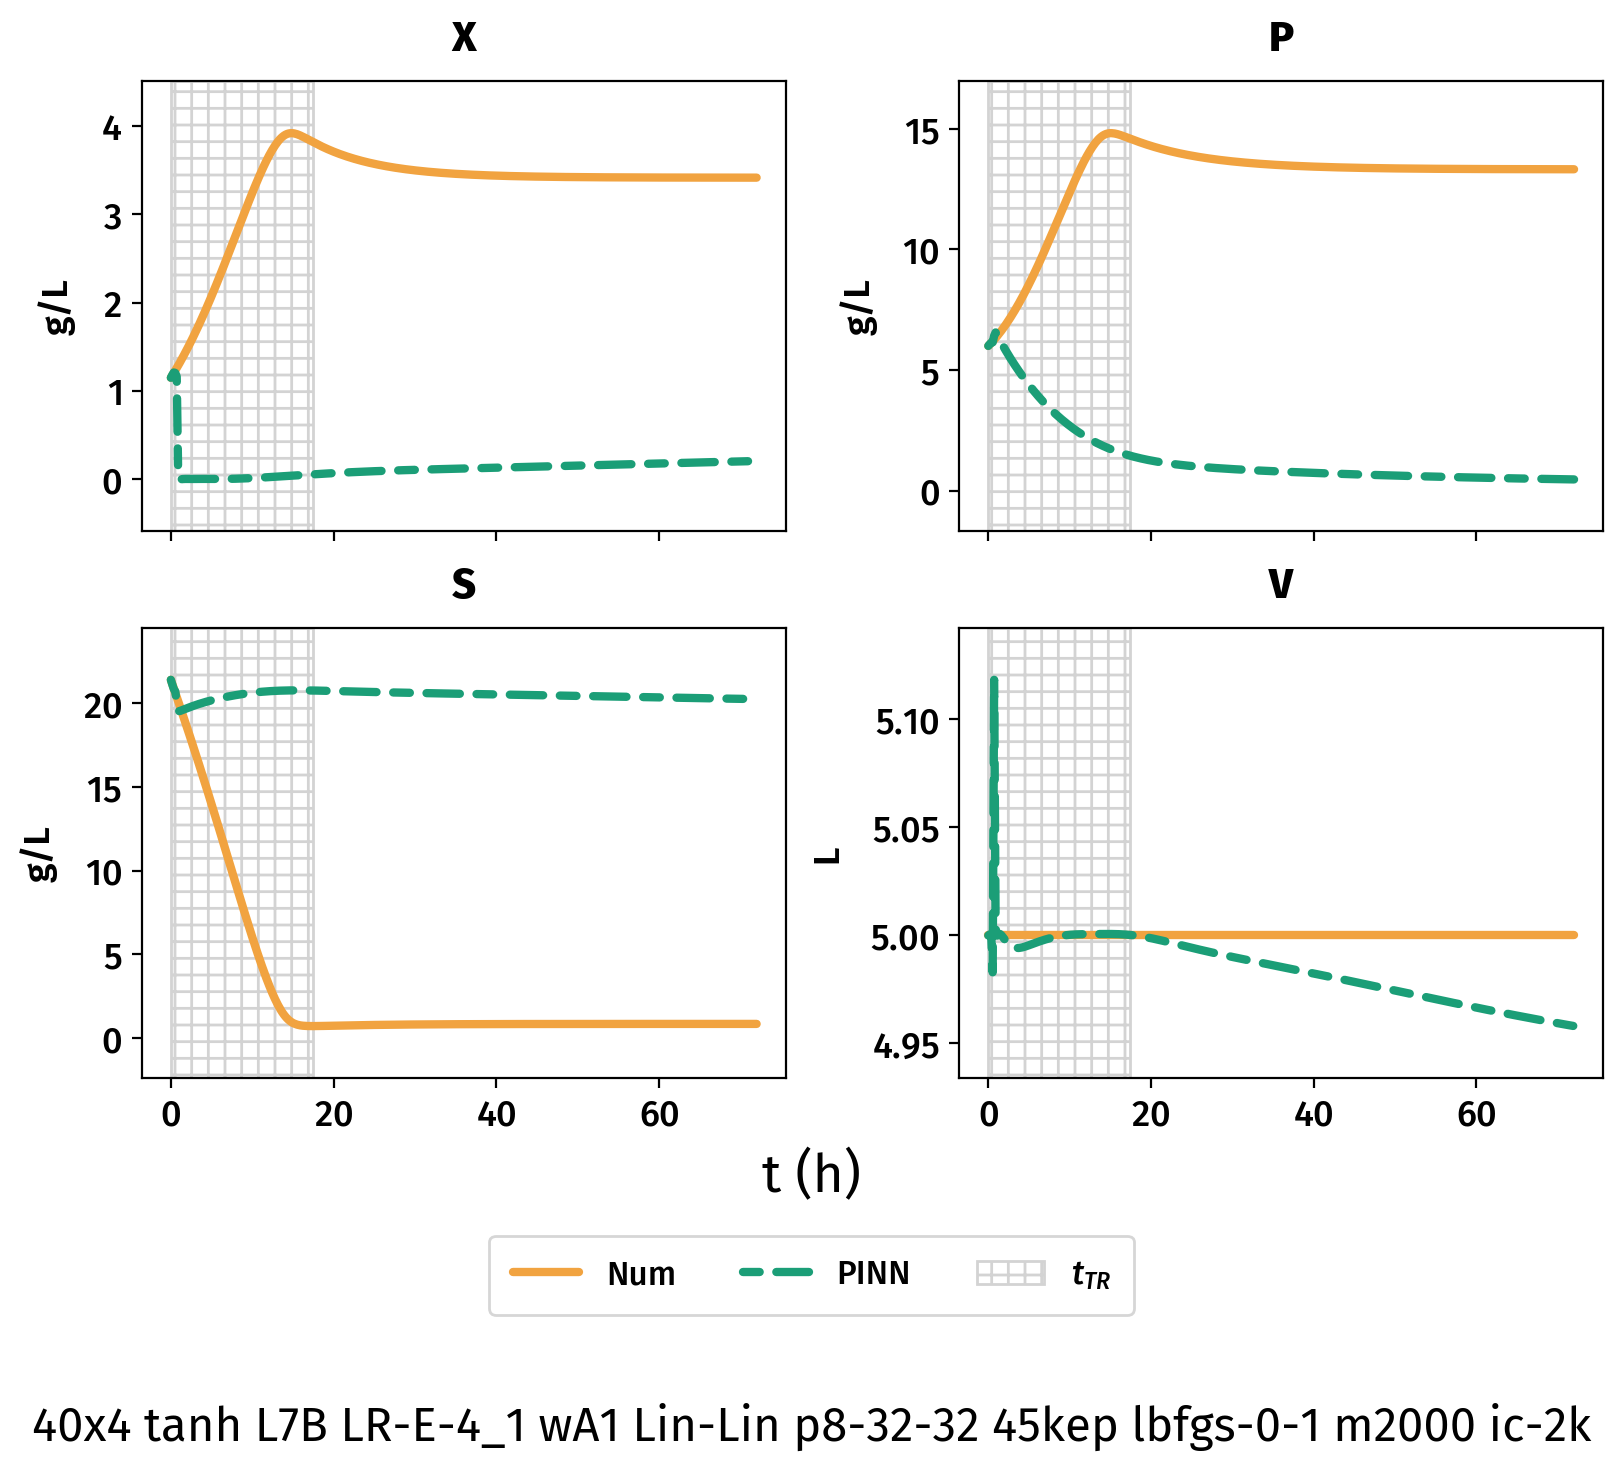 X
P
4
3
2
1
0
g/L
15
10
5
0
g/L
S
V
20
15
10
5
0
g/L
5.10
5.05
5.00
4.95
L
0 20 40 60
0 20 40 60
t (h)
Num PINN tTR
40x4 tanh L7B LR-E-4_1 wA1 Lin-Lin p8-32-32 45kep lbfgs-0-1 m2000 ic-2k